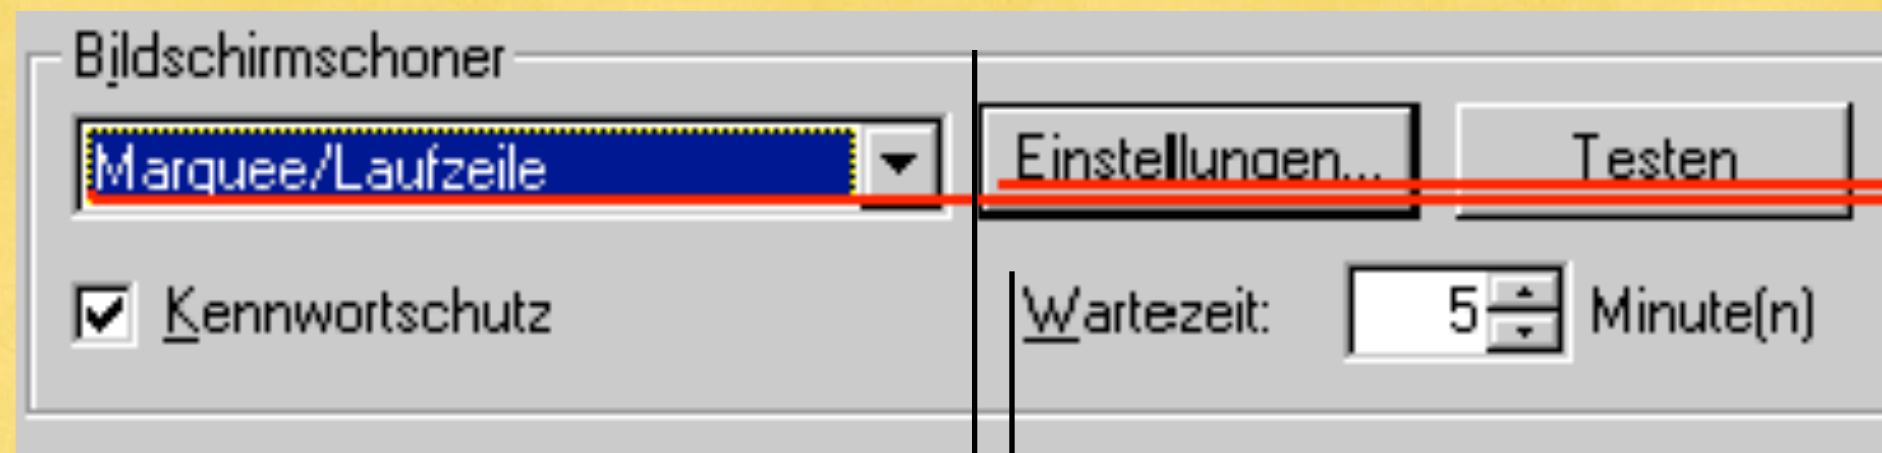 Bildschirmschoner
Marquee/Laufzeile Einstellungen... Testen
Kennwortschutz Wartezeit: 5 Minute(n)